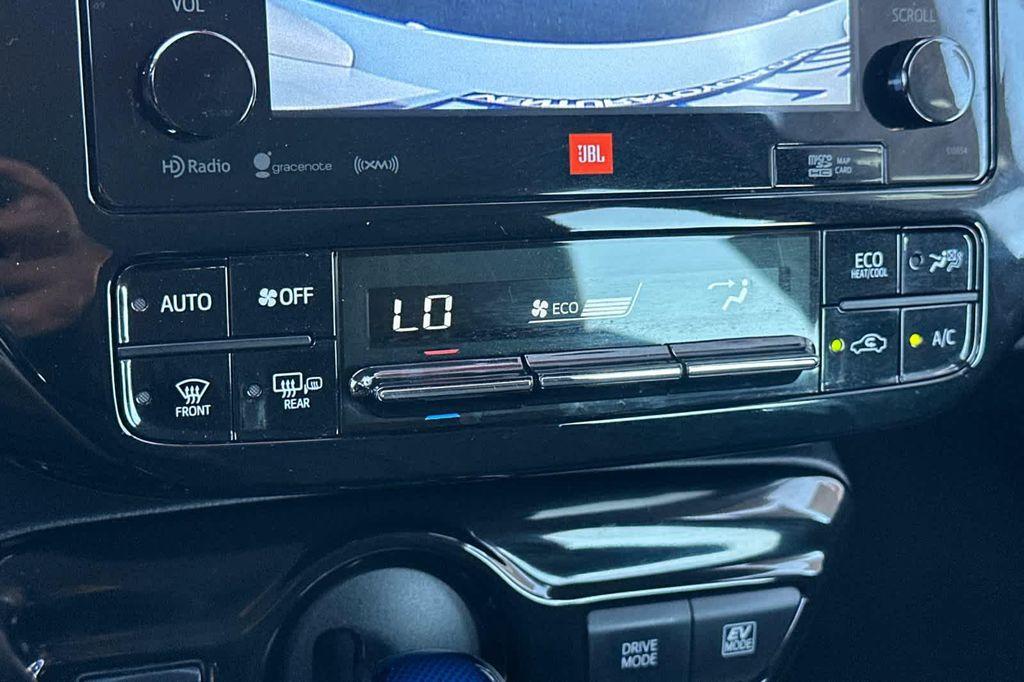 VOL
SCROLL
JBL
HD Radio
gracenote
((XM))
micro SD HC
MAP CARD
510054
AUTO
OFF
LO
ECO
ECO HEAT/COOL
FRONT
REAR
A/C
DRIVE MODE
EV MODE